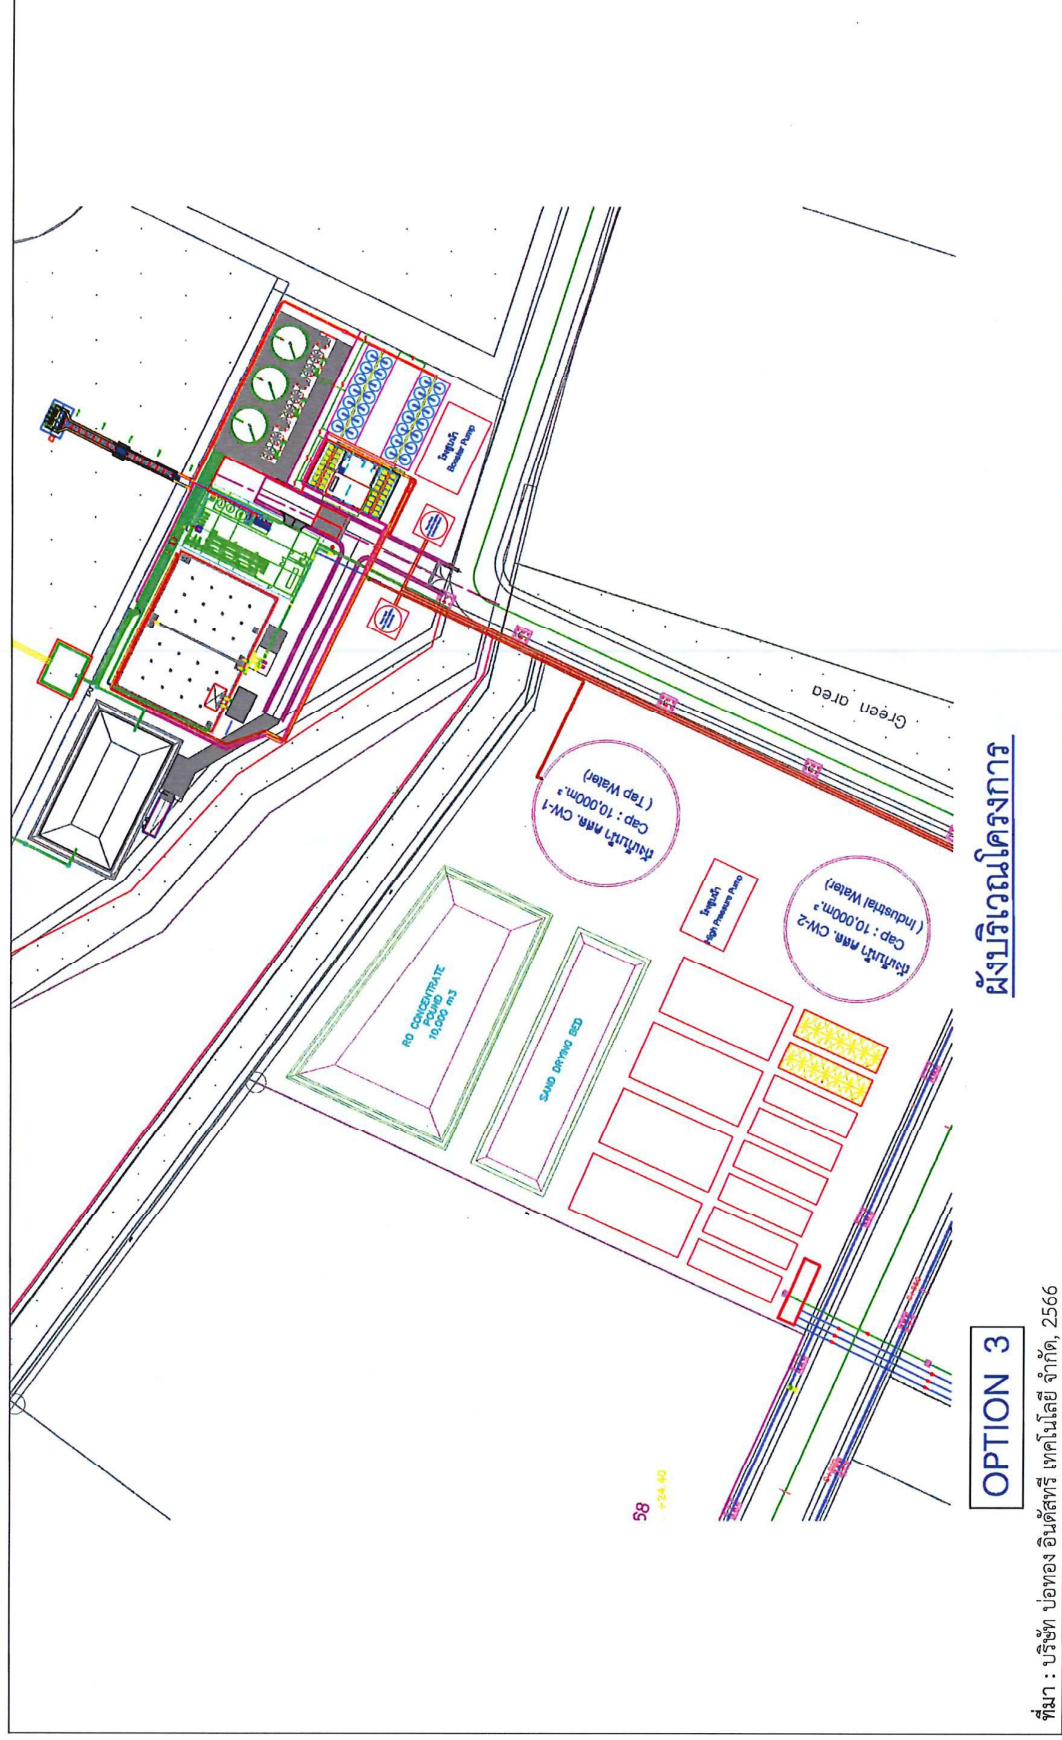 โรงสูบน้ำ
Booster Pump
Green area
ถังเก็บน้ำ คสล. CW-1
Cap : 10,000m.³
( Tap Water)
RO CONCENTRATE
POUND
10,000 m3
SAND DRYING BED
โรงสูบน้ำ
High Pressure Pump
ถังเก็บน้ำ คสล. CW-2
Cap : 10,000m.³
( Industrial Water)
58
+24.40
ผังบริเวณโครงการ
OPTION 3
ที่มา : บริษัท บ่อทอง อินดัสทรี เทคโนโลยี จำกัด, 2566